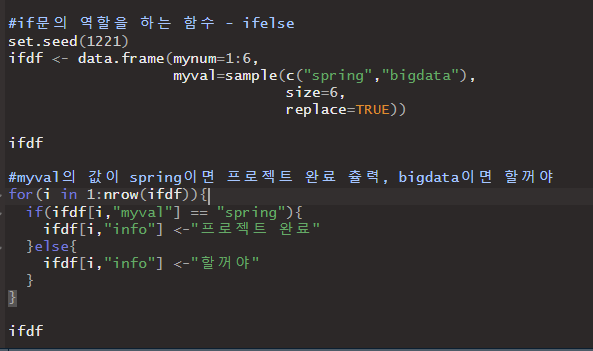 #if문의 역할을 하는 함수 - ifelse
set.seed(1221)
ifdf <- data.frame(mynum=1:6,
myval=sample(c("spring","bigdata"),
size=6,
replace=TRUE))
ifdf
#myval의 값이 spring이면 프로젝트 완료 츌력, bigdata이면 할꺼야
for(i in 1:nrow(ifdf)){
if(ifdf[i,"myval"] == "spring"){
ifdf[i,"info"] <-"프로젝트 완료"
}else{
ifdf[i,"info"] <-"할꺼야"
}
}
ifdf